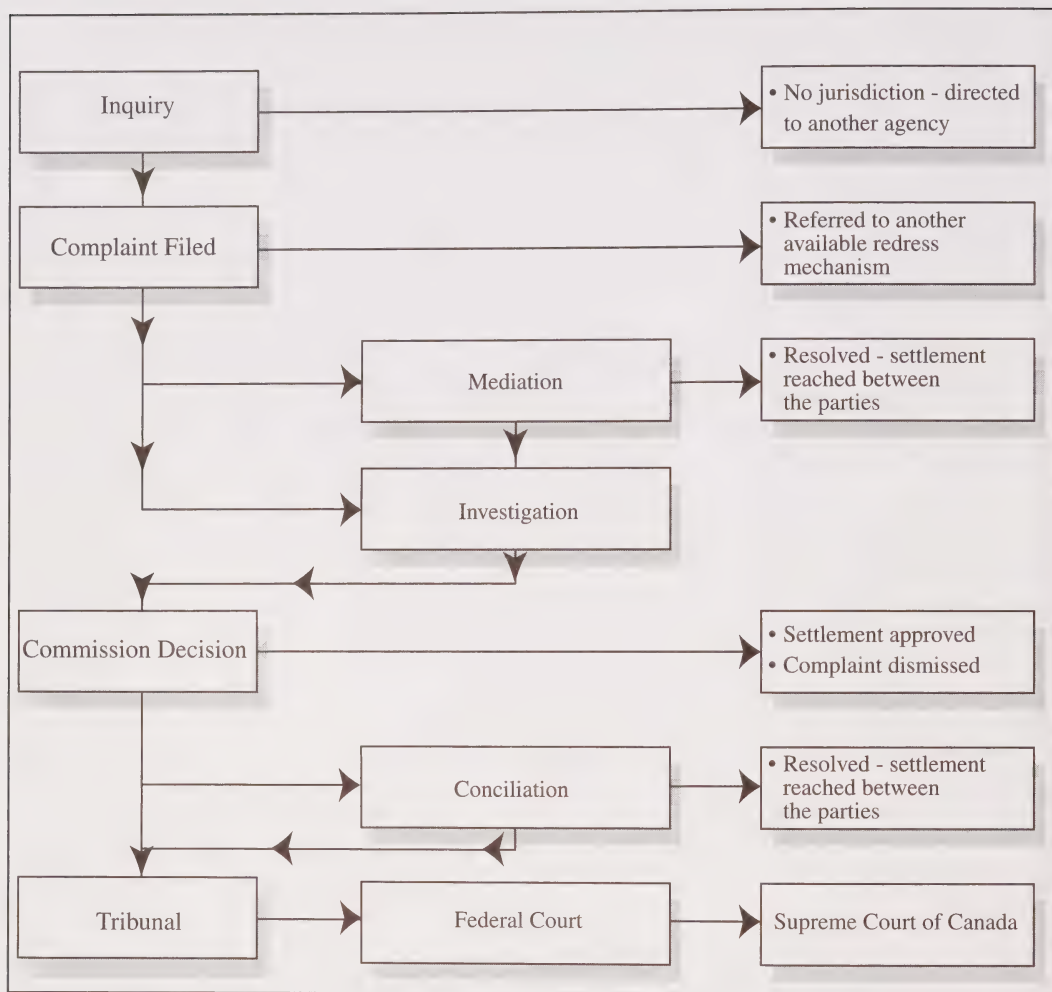 Inquiry
• No jurisdiction - directed
to another agency
Complaint Filed
• Referred to another
available redress
mechanism
Mediation
• Resolved - settlement
reached between
the parties
Investigation
Commission Decision
• Settlement approved
• Complaint dismissed
Conciliation
• Resolved - settlement
reached between
the parties
Tribunal
Federal Court
Supreme Court of Canada